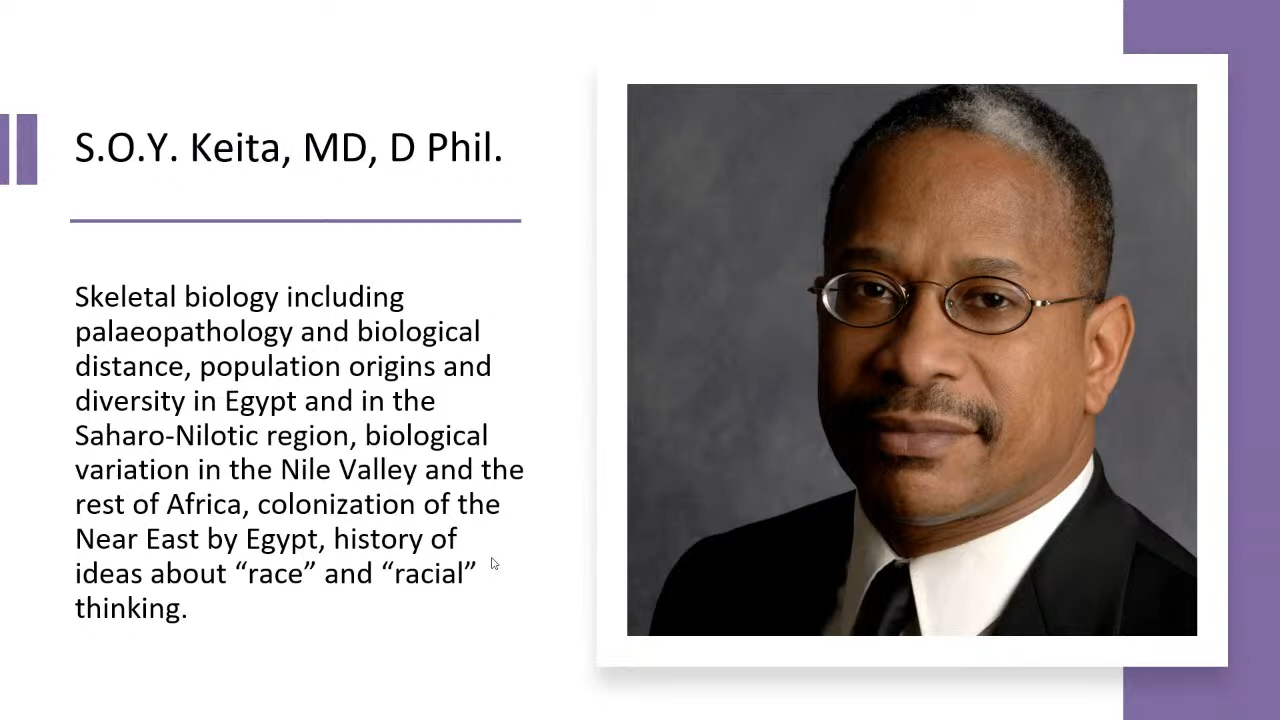 S.O.Y. Keita, MD, D Phil.
Skeletal biology including
palaeopathology and biological
distance, population origins and
diversity in Egypt and in the
Saharo-Nilotic region, biological
variation in the Nile Valley and the
rest of Africa, colonization of the
Near East by Egypt, history of
ideas about “race” and “racial”
thinking.